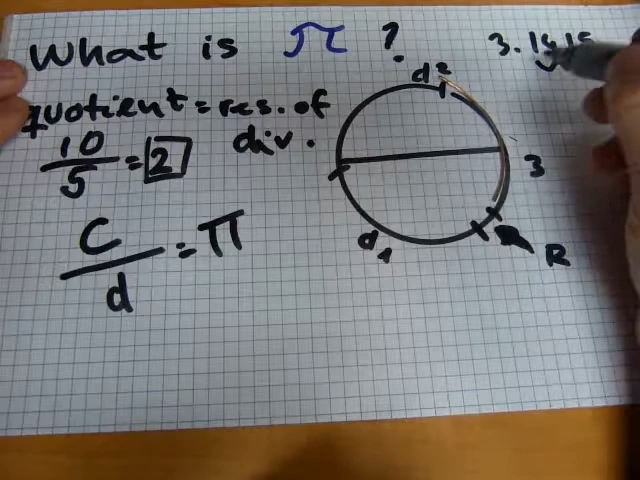 What is π ?
3.1415
quotient = res. of
div.
10/5 = 2
C/d = π
d2
3
d1
R